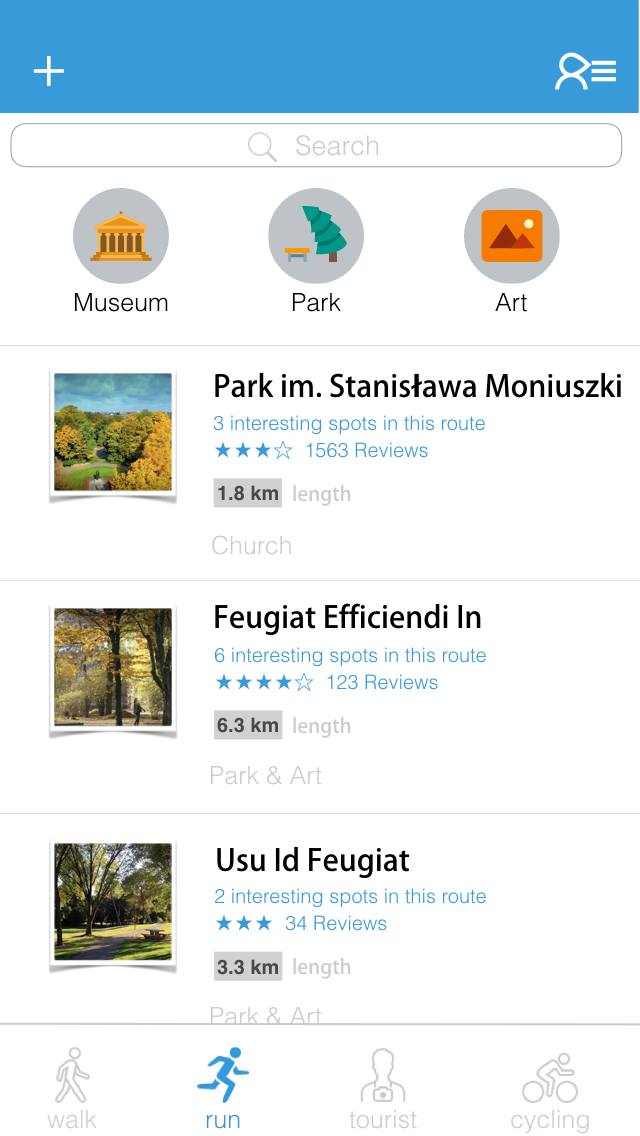 Search
Museum
Park
Art
Park im. Stanisława Moniuszki
3 interesting spots in this route
★★★☆ 1563 Reviews
1.8 km length
Church
Feugiat Efficiendi In
6 interesting spots in this route
★★★★☆ 123 Reviews
6.3 km length
Park & Art
Usu Id Feugiat
2 interesting spots in this route
★★★ 34 Reviews
3.3 km length
Park & Art
walk
run
tourist
cycling